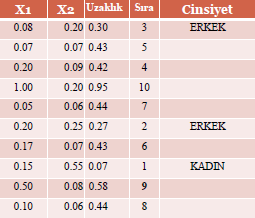 X1 X2 Uzaklık Sıra Cinsiyet
0.08 0.20 0.30 3 ERKEK
0.07 0.07 0.43 5
0.20 0.09 0.42 4
1.00 0.20 0.95 10
0.05 0.06 0.44 7
0.20 0.25 0.27 2 ERKEK
0.17 0.07 0.43 6
0.15 0.55 0.07 1 KADIN
0.50 0.08 0.58 9
0.10 0.06 0.44 8